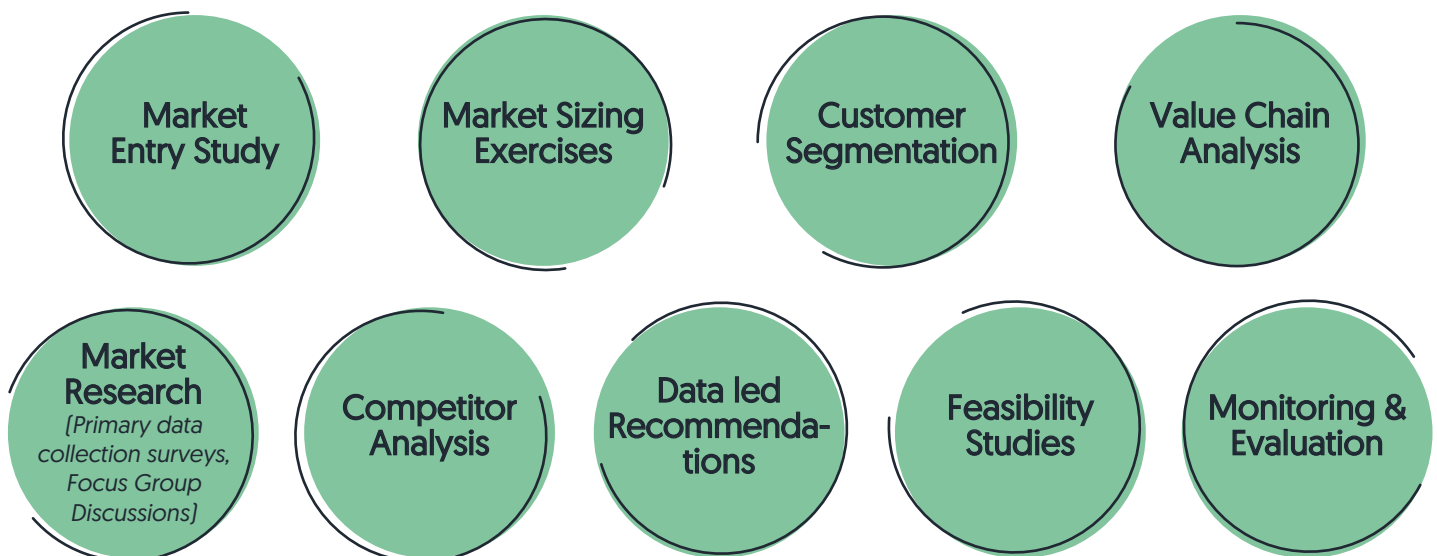 Market
Entry Study
Market Sizing
Exercises
Customer
Segmentation
Value Chain
Analysis
Market
Research
(Primary data
collection surveys,
Focus Group
Discussions)
Competitor
Analysis
Data led
Recommenda-
tions
Feasibility
Studies
Monitoring &
Evaluation